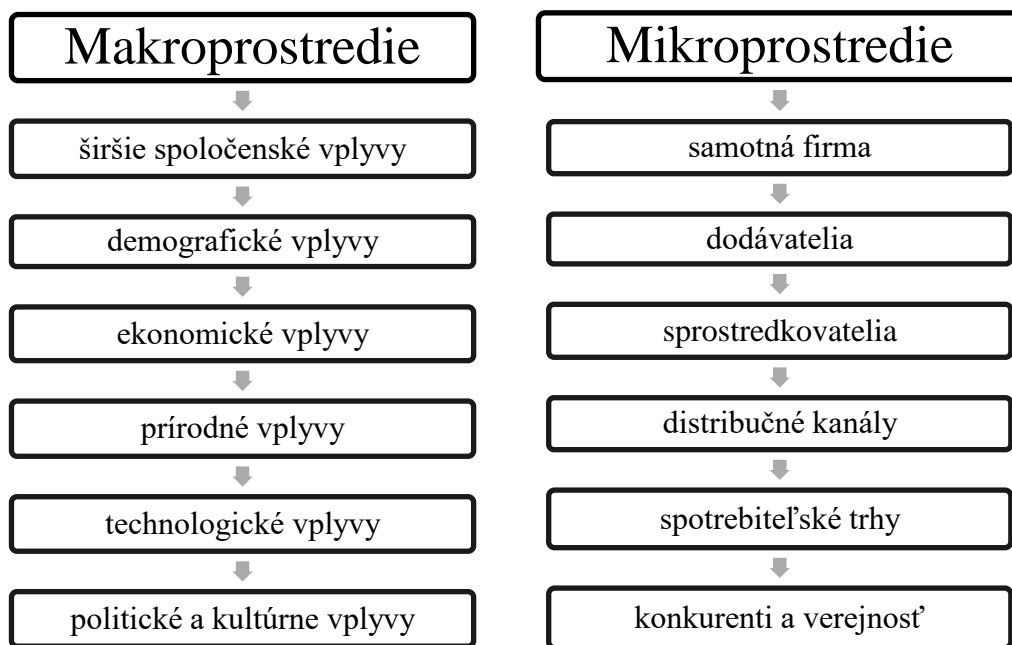 Makroprostredie
širšie spoločenské vplyvy
demografické vplyvy
ekonomické vplyvy
prírodné vplyvy
technologické vplyvy
politické a kultúrne vplyvy
Mikroprostredie
samotná firma
dodávatelia
sprostredkovatelia
distribučné kanály
spotrebiteľské trhy
konkurenti a verejnosť